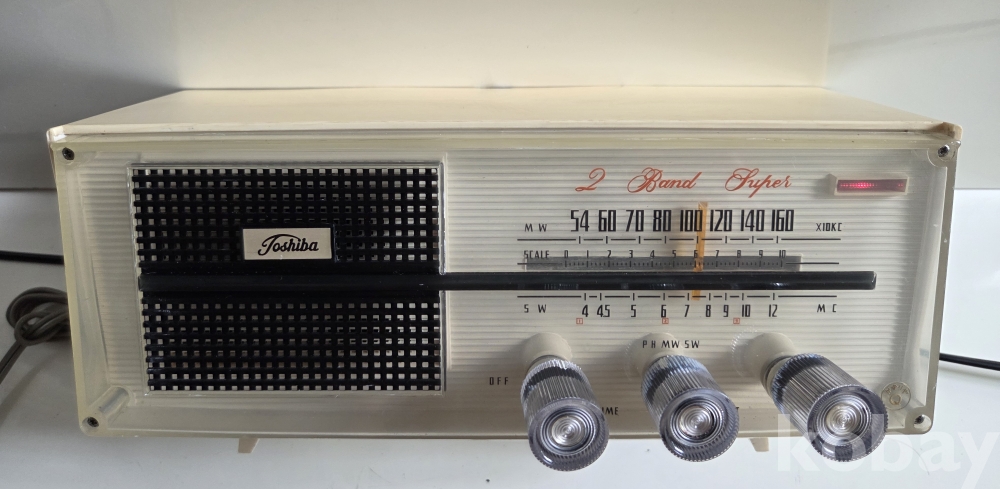 2 Band Super
MW 54 60 70 80 100 120 140 160 X10KC
Toshiba
SCALE 0 1 2 3 4 5 6 7 8 9 10
SW 4 4.5 5 6 7 8 9 10 12 MC
PH MW SW
OFF
kobay